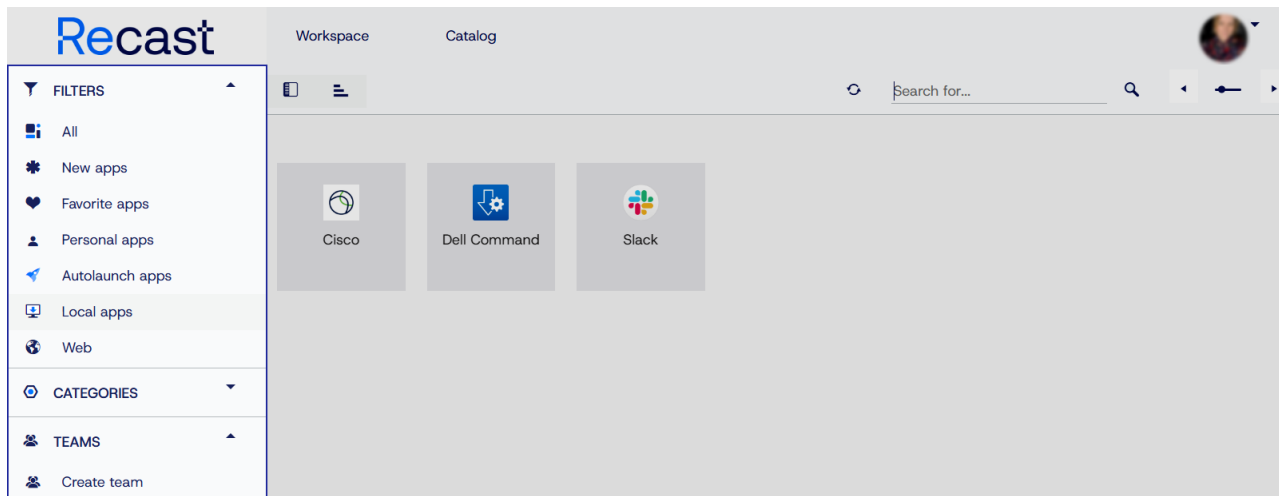 Recast
Workspace
Catalog
FILTERS
Search for...
All
New apps
Favorite apps
Personal apps
Autolaunch apps
Local apps
Web
CATEGORIES
TEAMS
Create team
Cisco
Dell Command
Slack